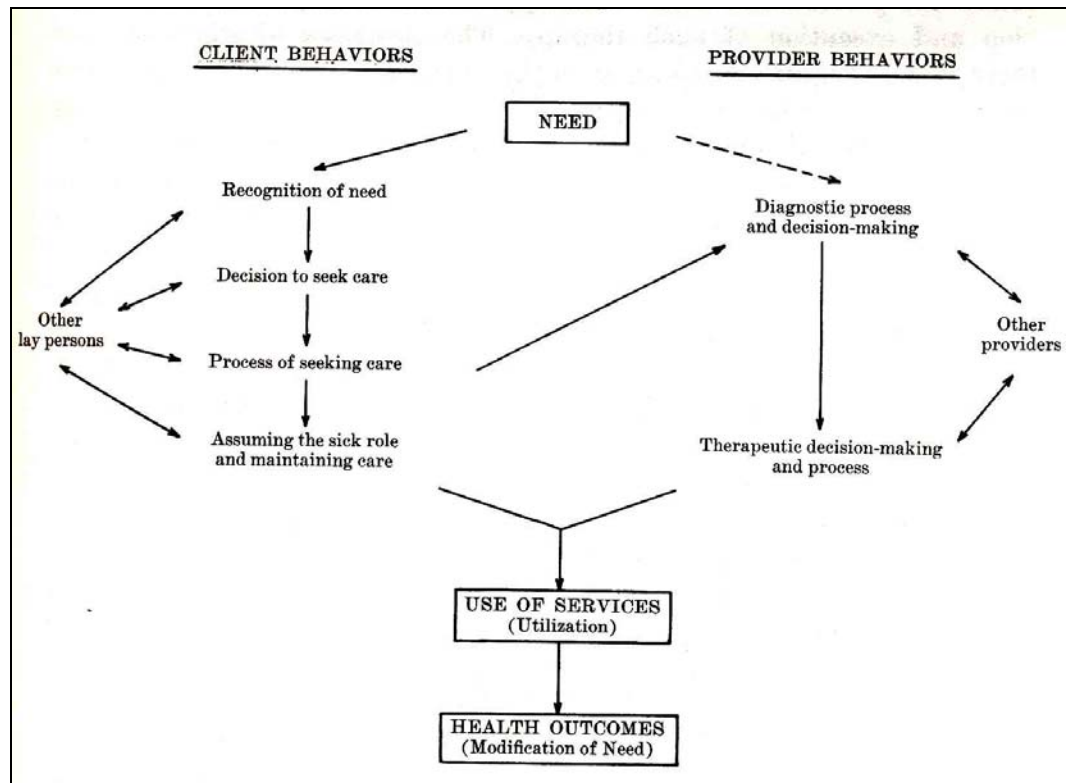 CLIENT BEHAVIORS
PROVIDER BEHAVIORS
NEED
Recognition of need
Diagnostic process
and decision-making
Decision to seek care
Other
lay persons
Other
providers
Process of seeking care
Assuming the sick role
and maintaining care
Therapeutic decision-making
and process
USE OF SERVICES
(Utilization)
HEALTH OUTCOMES
(Modification of Need)